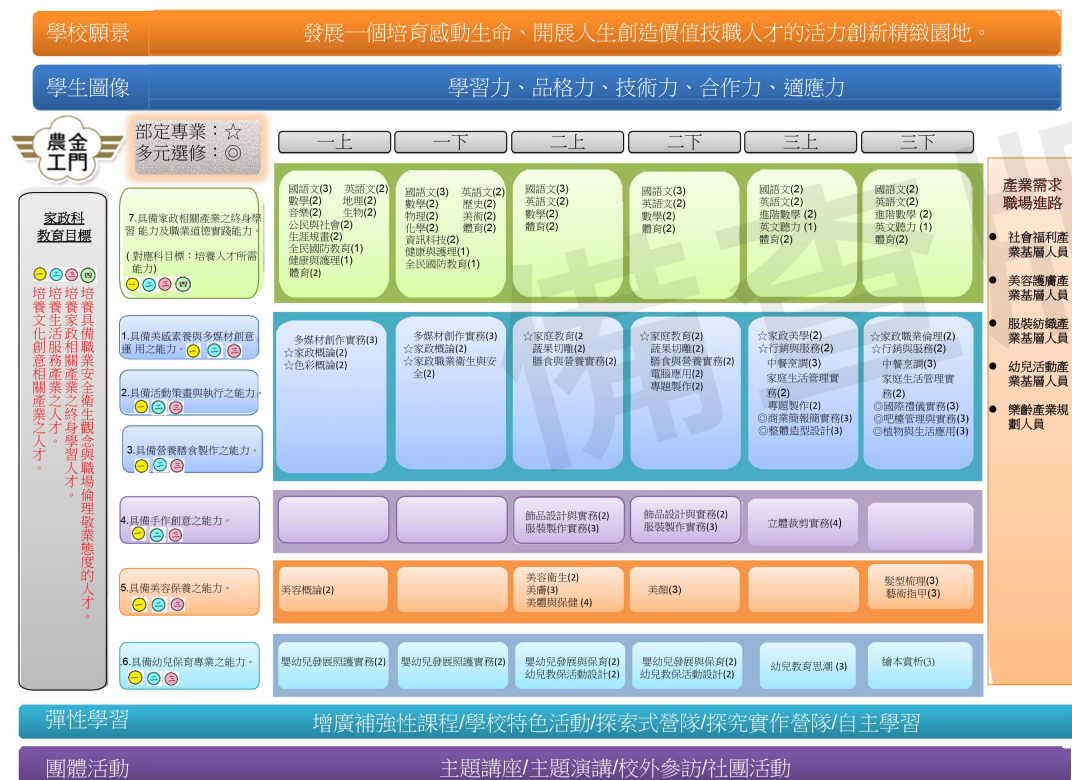 學校願景
發展一個培育感動生命、開展人生創造價值技職人才的活力創新精緻園地。
學生圖像
學習力、品格力、技術力、合作力、適應力
農金
工門
部定專業：☆
多元選修：◎
一上
一下
二上
二下
三上
三下
家政科
教育目標
一 二 三 四
培養具備職業安全衛生觀念與職場倫理敬業態度的人才。
培養家政相關產業之終身學習人才。
培養生活服務產業之人才。
培養文化創意相關產業之人才。
7.具備家政相關產業之終身學
習 能力及職業道德實踐能力。
( 對應科目標：培養人才所需
能力)
一 二 三 四
國語文(3) 英語文(2)
數學(2) 地理(2)
音樂(2) 生物(2)
公民與社會(2)
生涯規畫(2)
全民國防教育(1)
健康與護理(1)
體育(2)
國語文(3) 英語文(2)
數學(2) 歷史(2)
物理(2) 美術(2)
化學(2) 體育(2)
資訊科技(2)
健康與護理(1)
全民國防教育(1)
國語文(3)
英語文(2)
數學(2)
體育(2)
國語文(3)
英語文(2)
數學(2)
體育(2)
國語文(2)
英語文(2)
進階數學 (2)
英文聽力 (1)
體育(2)
國語文(2)
英語文(2)
進階數學 (2)
英文聽力 (1)
體育(2)
1.具備美感素養與多媒材創意
運 用之能力。 一 二 三
2.具備活動策畫與執行之能力。
一 二 三
3.具備營養膳食製作之能力。
一 二 三
多媒材創作實務(3)
☆家政概論(2)
☆色彩概論(2)
多媒材創作實務(3)
☆家政概論(2)
☆家政職業衛生與安
全(2)
☆家庭教育(2
蔬果切雕(2)
膳食與營養實務(2)
☆家庭教育(2)
蔬果切雕(2)
膳食與營養實務(2)
電腦應用(2)
專題製作(2)
☆家政美學(2)
☆行銷與服務(2)
中餐烹調(3)
家庭生活管理實
務(2)
專題製作(2)
◎商業簡報簡實務(3)
◎整體造型設計(3)
☆家政職業倫理(2)
☆行銷與服務(2)
中餐烹調(3)
家庭生活管理實
務(2)
◎國際禮儀實務(3)
◎吧檯管理與實務(3)
◎植物與生活應用(3)
4.具備手作創意之能力。
一 二 三
飾品設計與實務(2)
服裝製作實務(3)
飾品設計與實務(2)
服裝製作實務(3)
立體裁剪實務(4)
5.具備美容保養之能力。
一 二 三
美容概論(2)
美容衛生(2)
美膚(3)
美體與保健 (4)
美顏(3)
髮型梳理(3)
藝術指甲(3)
.6.具備幼兒保育專業之能力。
一 二 三
嬰幼兒發展照護實務(2)
嬰幼兒發展照護實務(2)
嬰幼兒發展與保育(2)
幼兒教保活動設計(2)
嬰幼兒發展與保育(2)
幼兒教保活動設計(2)
幼兒教育思潮 (3)
繪本賞析(3)
產業需求
職場進路
● 社會福利產
業基層人員
● 美容護膚產
業基層人員
● 服裝紡織產
業基層人員
● 幼兒活動產
業基層人員
● 樂齡產業規
劃人員
備查版
彈性學習
增廣補強性課程/學校特色活動/探索式營隊/探究實作營隊/自主學習
團體活動
主題講座/主題演講/校外參訪/社團活動